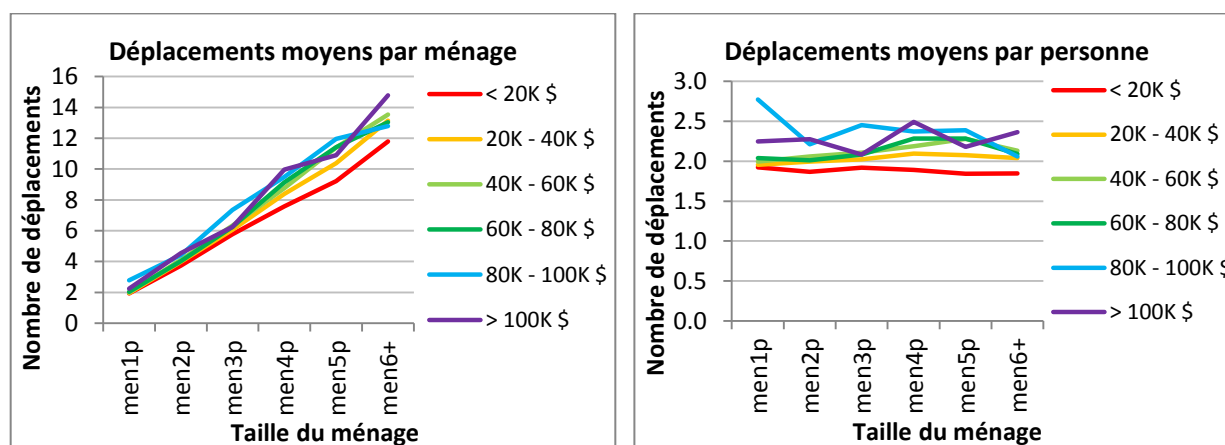 Déplacements moyens par ménage
Nombre de déplacements
16
14
12
10
8
6
4
2
0
men1p
men2p
men3p
men4p
men5p
men6+
Taille du ménage
< 20K $
20K - 40K $
40K - 60K $
60K - 80K $
80K - 100K $
> 100K $
Déplacements moyens par personne
Nombre de déplacements
3.0
2.5
2.0
1.5
1.0
0.5
0.0
men1p
men2p
men3p
men4p
men5p
men6+
Taille du ménage
< 20K $
20K - 40K $
40K - 60K $
60K - 80K $
80K - 100K $
> 100K $